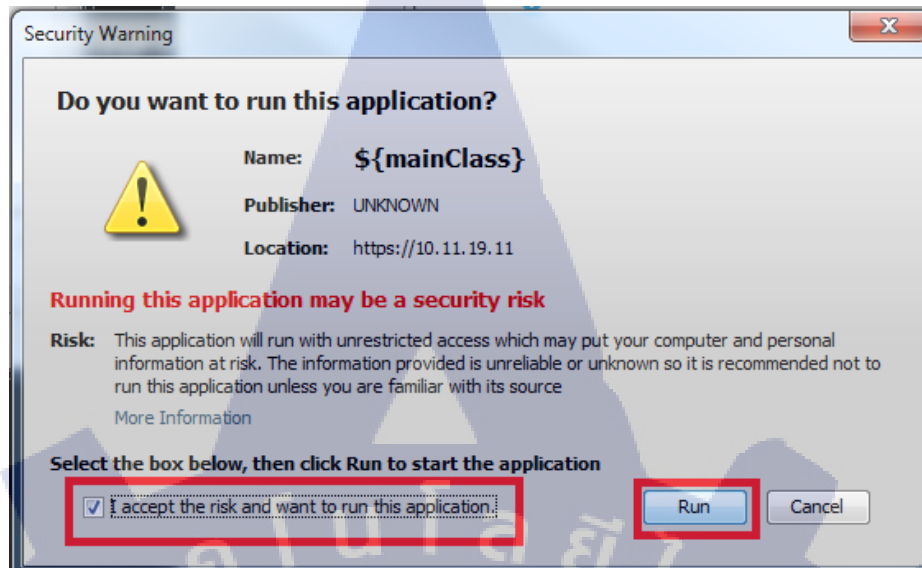 Security Warning
Do you want to run this application?
Name: ${mainClass}
Publisher: UNKNOWN
Location: https://10.11.19.11
Running this application may be a security risk
Risk: This application will run with unrestricted access which may put your computer and personal
information at risk. The information provided is unreliable or unknown so it is recommended not to
run this application unless you are familiar with its source
More Information
Select the box below, then click Run to start the application
I accept the risk and want to run this application.
Run Cancel